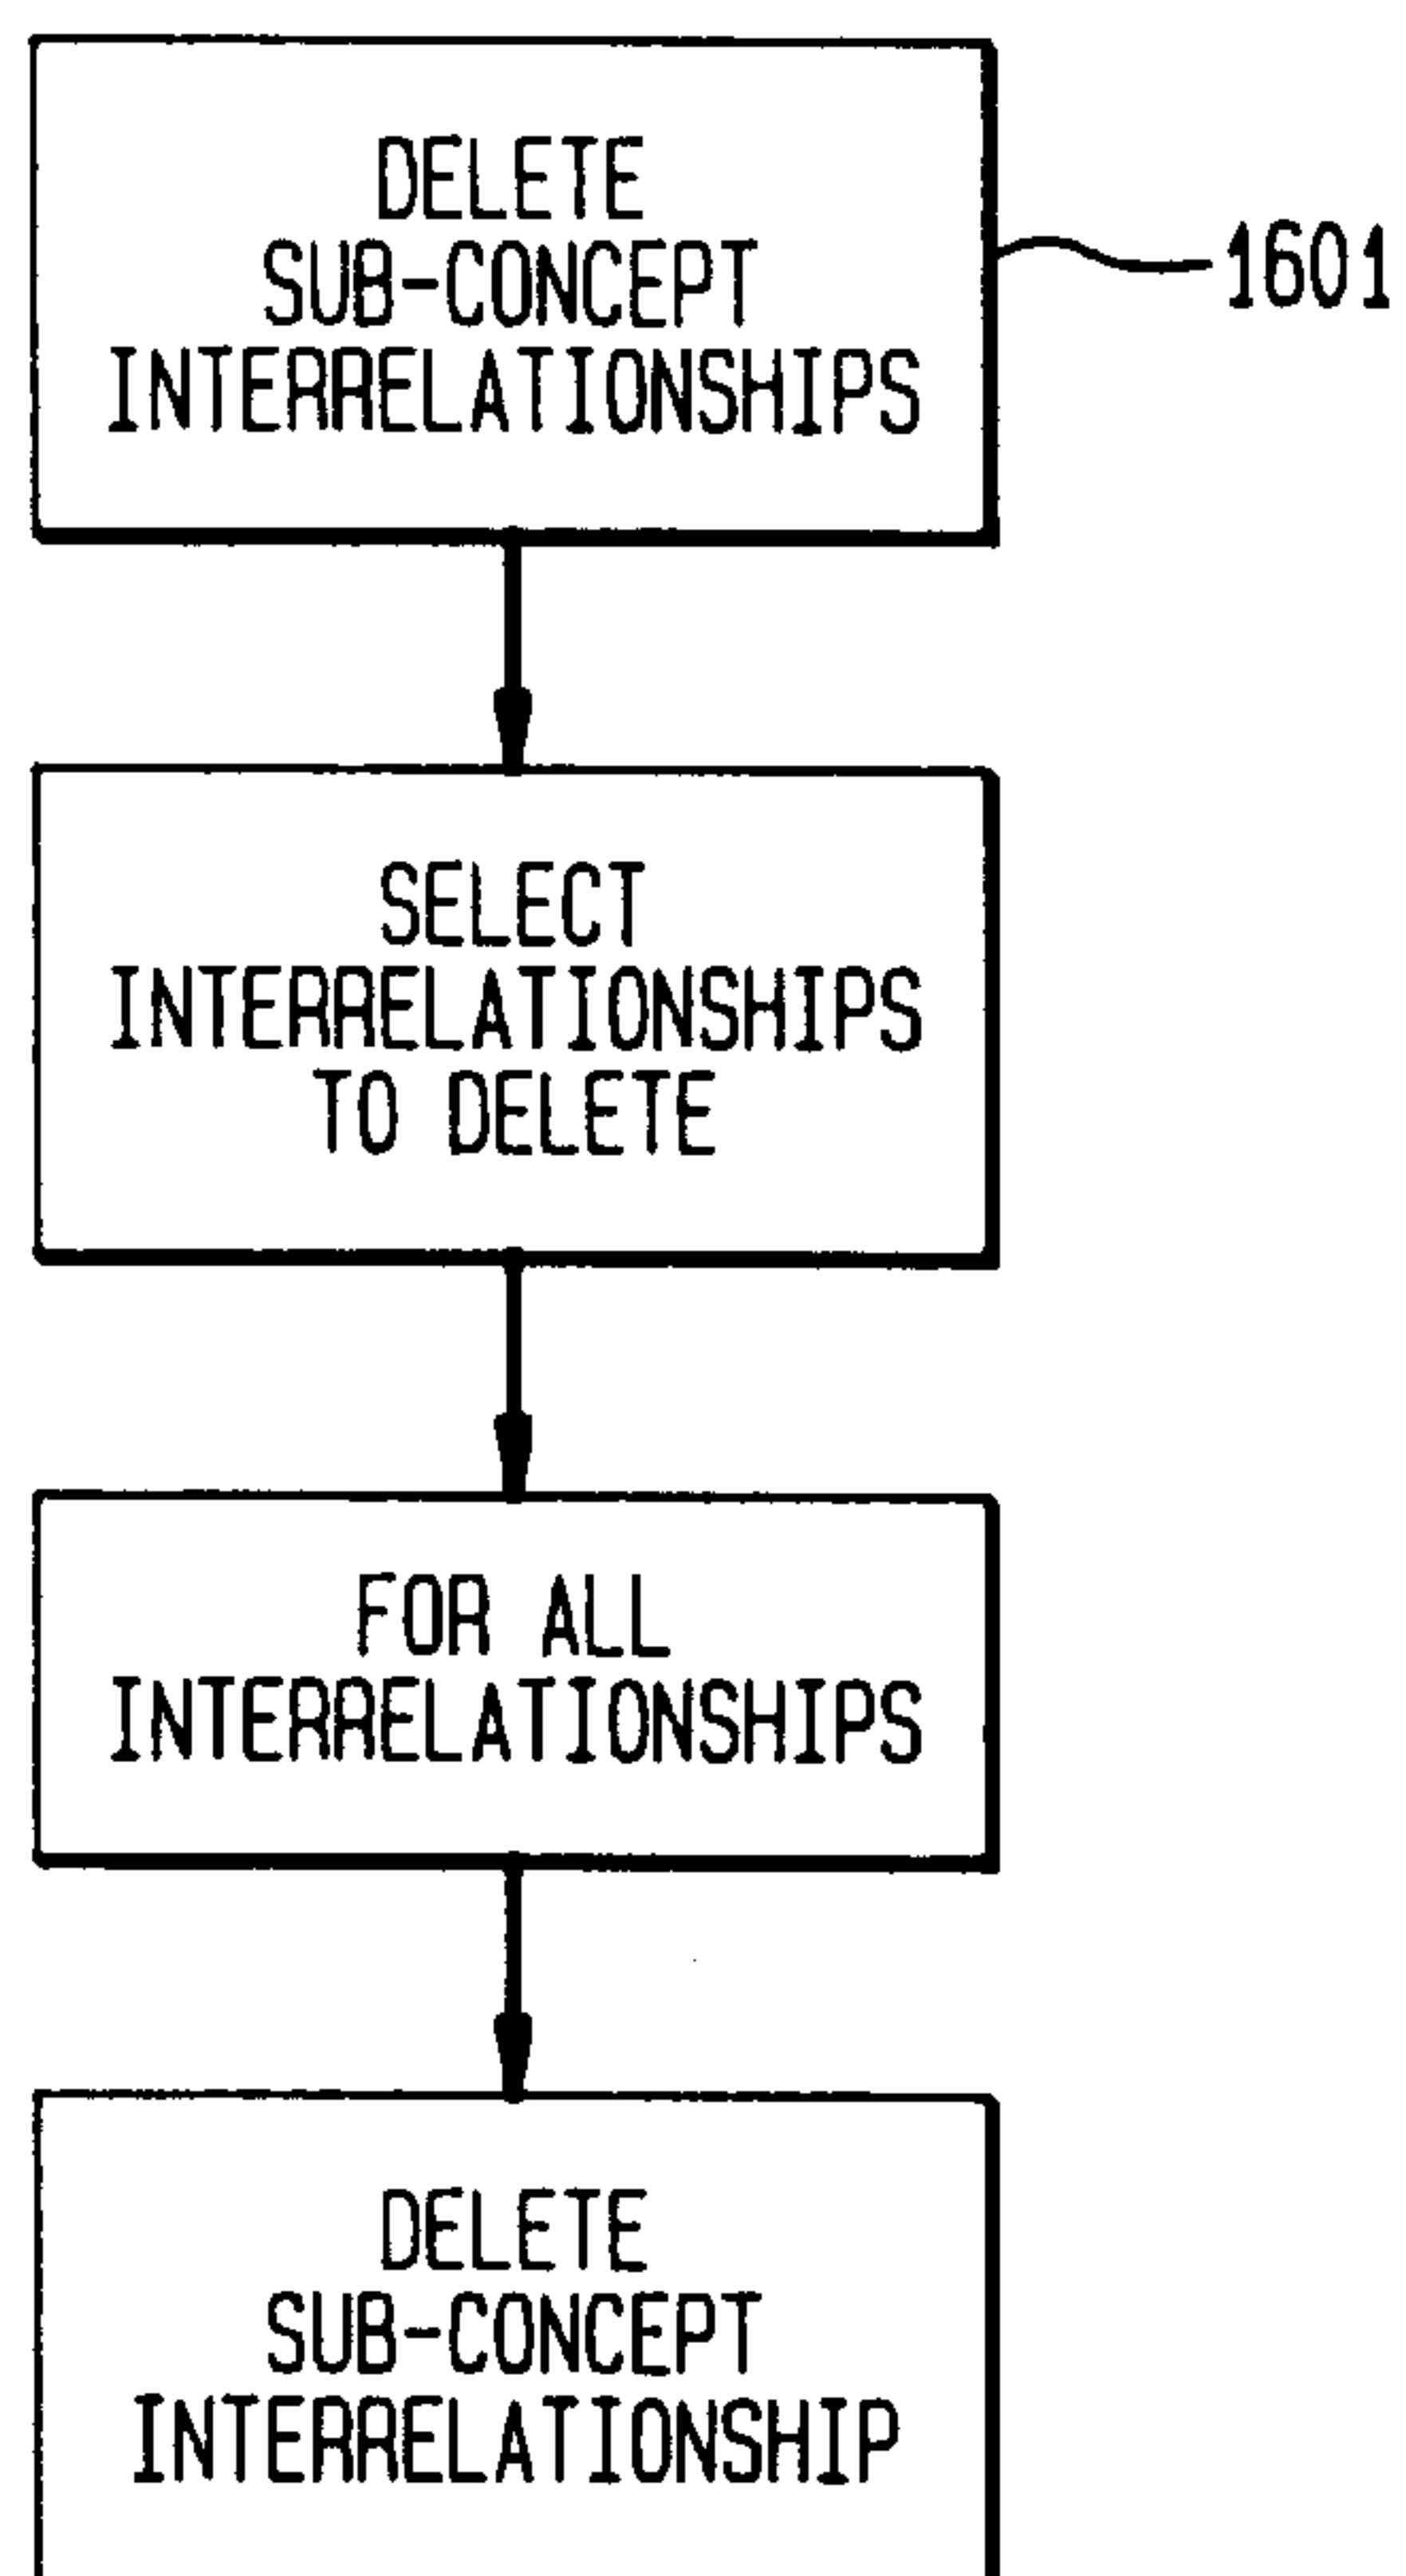 DELETE
SUB-CONCEPT
INTERRELATIONSHIPS
1601
SELECT
INTERRELATIONSHIPS
TO DELETE
FOR ALL
INTERRELATIONSHIPS
DELETE
SUB-CONCEPT
INTERRELATIONSHIP